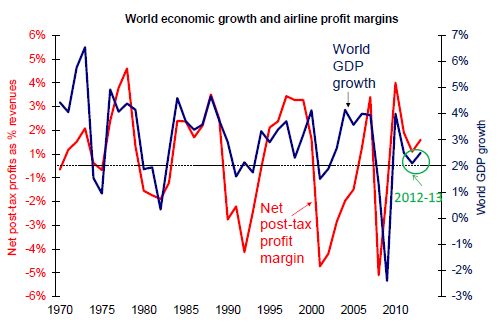 World economic growth and airline profit margins
Net post-tax profits as % revenues
6%
5%
4%
3%
2%
1%
-1%
-2%
-3%
-4%
-5%
-6%
World
GDP
growth
Net
post-tax
profit
margin
2012-13
7%
6%
5%
4%
3%
2%
1%
0%
-1%
-2%
-3%
World GDP growth
1970 1975 1980 1985 1990 1995 2000 2005 2010